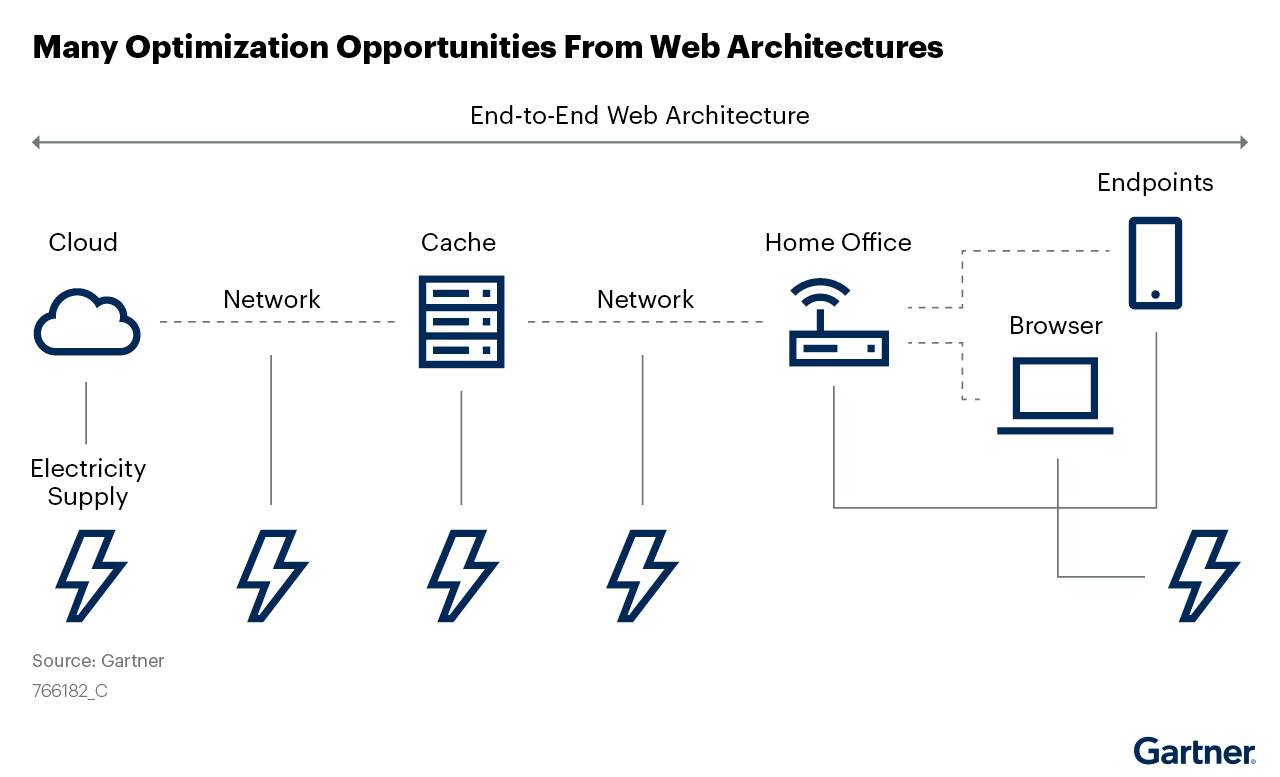 Many Optimization Opportunities From Web Architectures
End-to-End Web Architecture
Endpoints
Cloud
Cache
Home Office
Network
Network
Browser
Electricity
Supply
Source: Gartner
766182_C
Gartner®